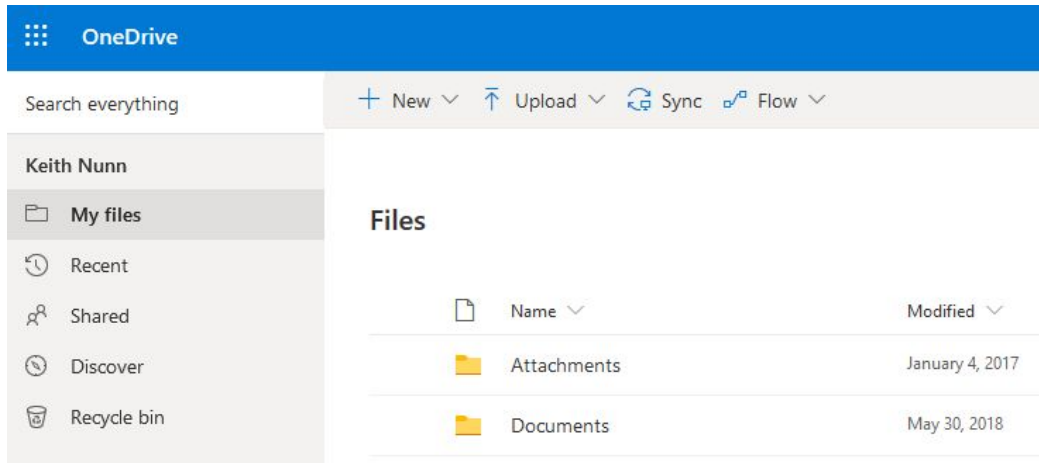 OneDrive
Search everything
New Upload Sync Flow
Keith Nunn
My files
Recent
Shared
Discover
Recycle bin
Files
Name Modified
Attachments January 4, 2017
Documents May 30, 2018